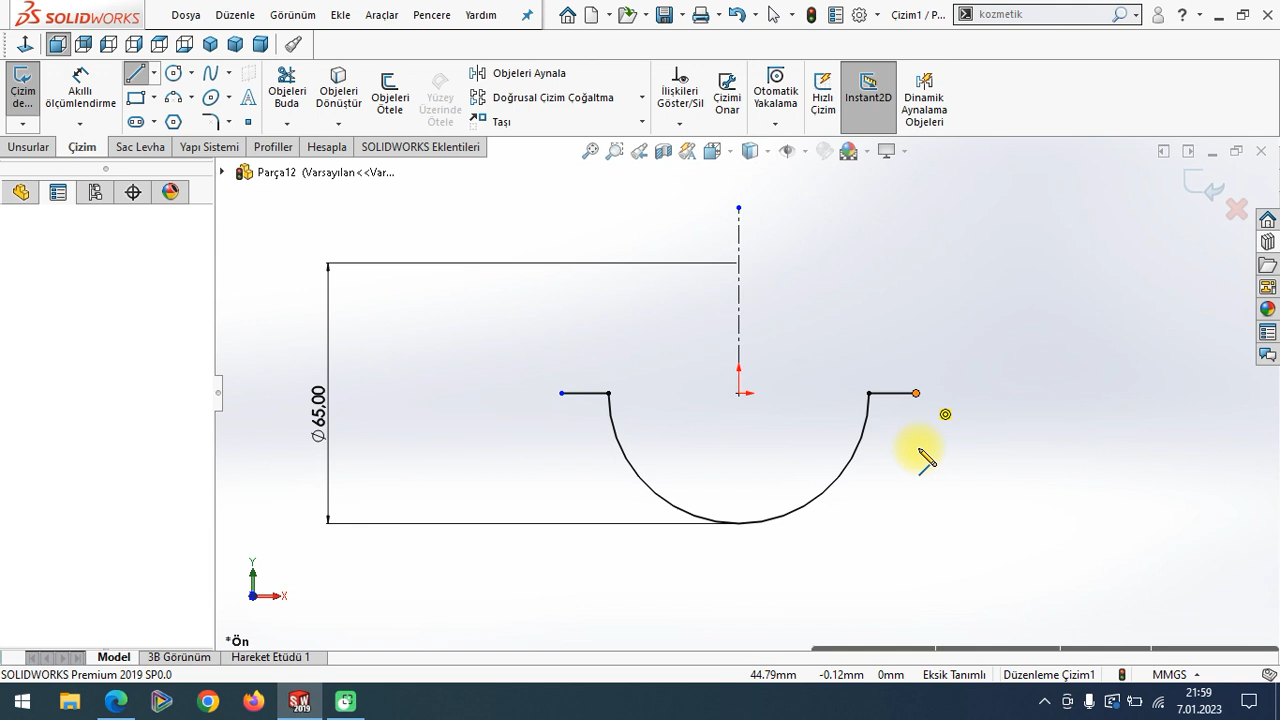 SOLIDWORKS
Dosya Düzenle Görünüm Ekle Araçlar Pencere Yardım
Çizim1 / P...
kozmetik
Çizim de...
Akıllı ölçümlendirme
Objeleri Buda
Objeleri Dönüştür
Objeleri Ötele
Yüzey Üzerinde Ötele
Objeleri Aynala
Doğrusal Çizim Çoğaltma
Taşı
İlişkileri Göster/Sil
Çizimi Onar
Otomatik Yakalama
Hızlı Çizim
Instant2D
Dinamik Aynalama Objeleri
Unsurlar Çizim Sac Levha Yapı Sistemi Profiller Hesapla SOLIDWORKS Eklentileri
Parça12 (Varsayılan<<Var...
∅ 65,00
Y
X
*Ön
Model 3B Görünüm Hareket Etüdü 1
SOLIDWORKS Premium 2019 SP0.0
44.79mm -0.12mm 0mm Eksik Tanımlı Düzenleme Çizim1 MMGS
SW
2019
21:59
7.01.2023